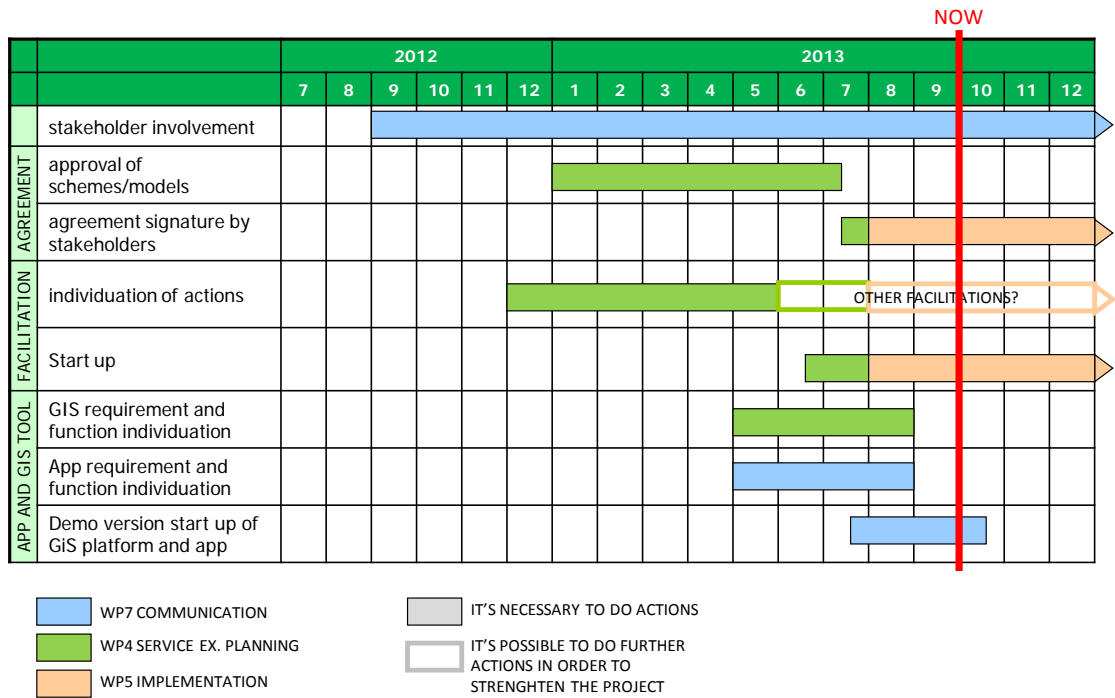 NOW
2012
2013
7 8 9 10 11 12 1 2 3 4 5 6 7 8 9 10 11 12
AGREEMENT
stakeholder involvement
approval of
schemes/models
agreement signature by
stakeholders
FACILITATION
individuation of actions
OTHER FACILITATIONS?
Start up
APP AND GIS TOOL
GIS requirement and
function individuation
App requirement and
function individuation
Demo version start up of
GiS platform and app
WP7 COMMUNICATION
WP4 SERVICE EX. PLANNING
WP5 IMPLEMENTATION
IT'S NECESSARY TO DO ACTIONS
IT'S POSSIBLE TO DO FURTHER
ACTIONS IN ORDER TO
STRENGHTEN THE PROJECT